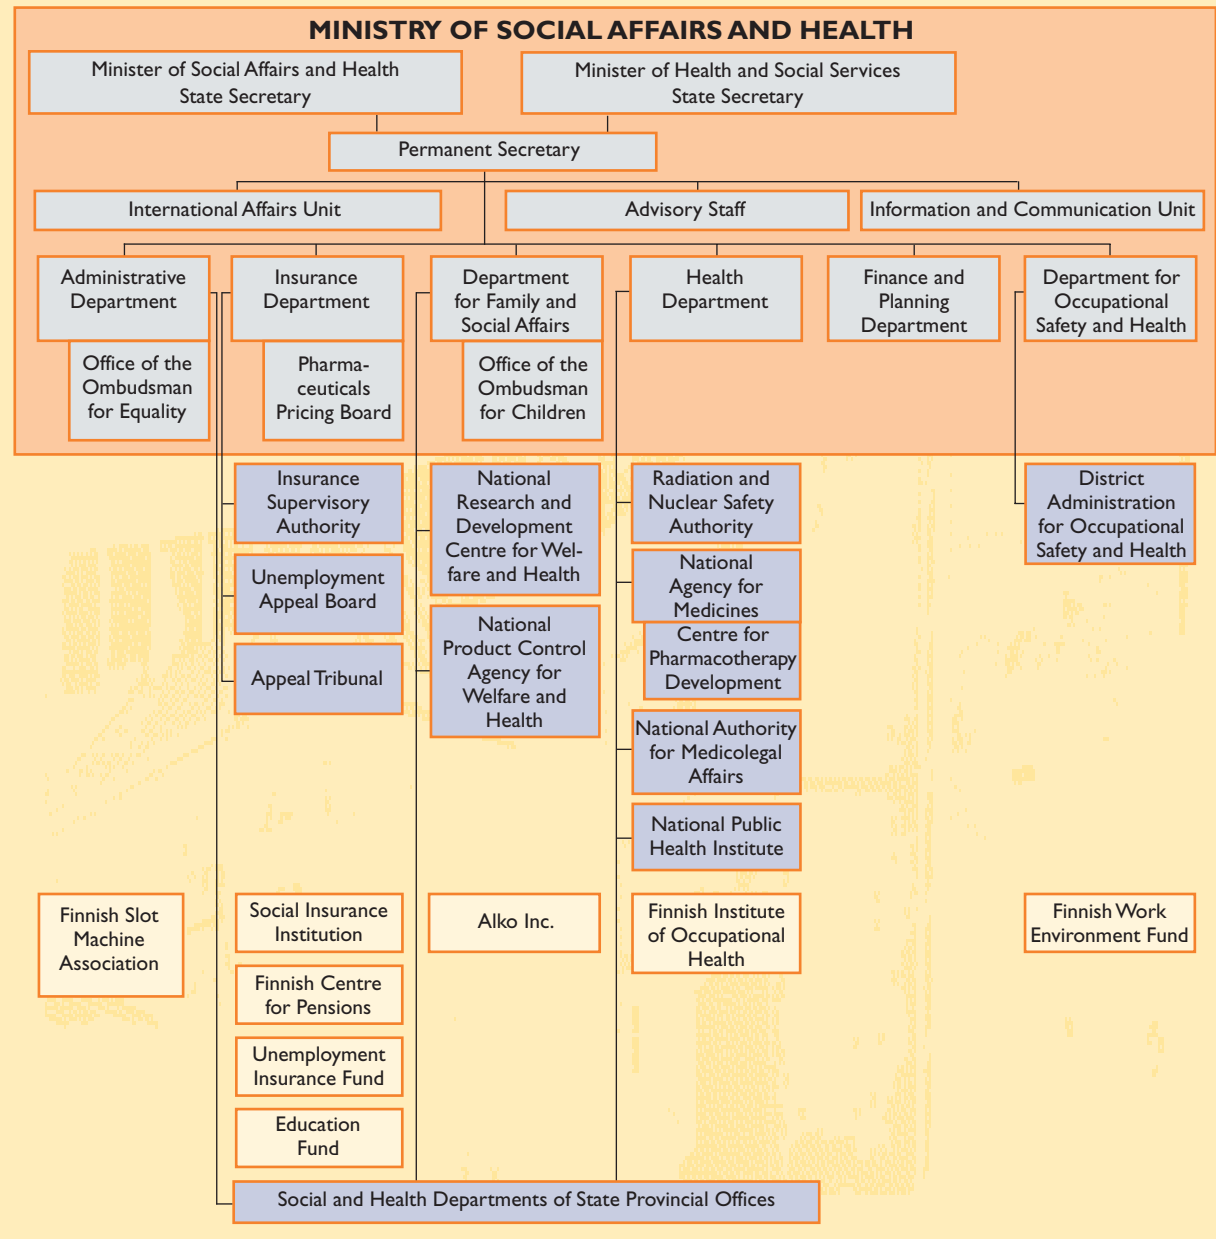 MINISTRY OF SOCIAL AFFAIRS AND HEALTH
Minister of Social Affairs and Health
State Secretary
Minister of Health and Social Services
State Secretary
Permanent Secretary
International Affairs Unit
Advisory Staff
Information and Communication Unit
Administrative
Department
Insurance
Department
Department
for Family and
Social Affairs
Health
Department
Finance and
Planning
Department
Department for
Occupational
Safety and Health
Office of the
Ombudsman
for Equality
Pharma-
ceuticals
Pricing Board
Office of the
Ombudsman
for Children
Insurance
Supervisory
Authority
Unemployment
Appeal Board
Appeal Tribunal
National
Research and
Development
Centre for Wel-
fare and Health
National
Product Control
Agency for
Welfare and
Health
Radiation and
Nuclear Safety
Authority
National
Agency for
Medicines
Centre for
Pharmacotherapy
Development
National Authority
for Medicolegal
Affairs
National Public
Health Institute
District
Administration
for Occupational
Safety and Health
Finnish Slot
Machine
Association
Social Insurance
Institution
Finnish Centre
for Pensions
Unemployment
Insurance Fund
Education
Fund
Alko Inc.
Finnish Institute
of Occupational
Health
Finnish Work
Environment Fund
Social and Health Departments of State Provincial Offices